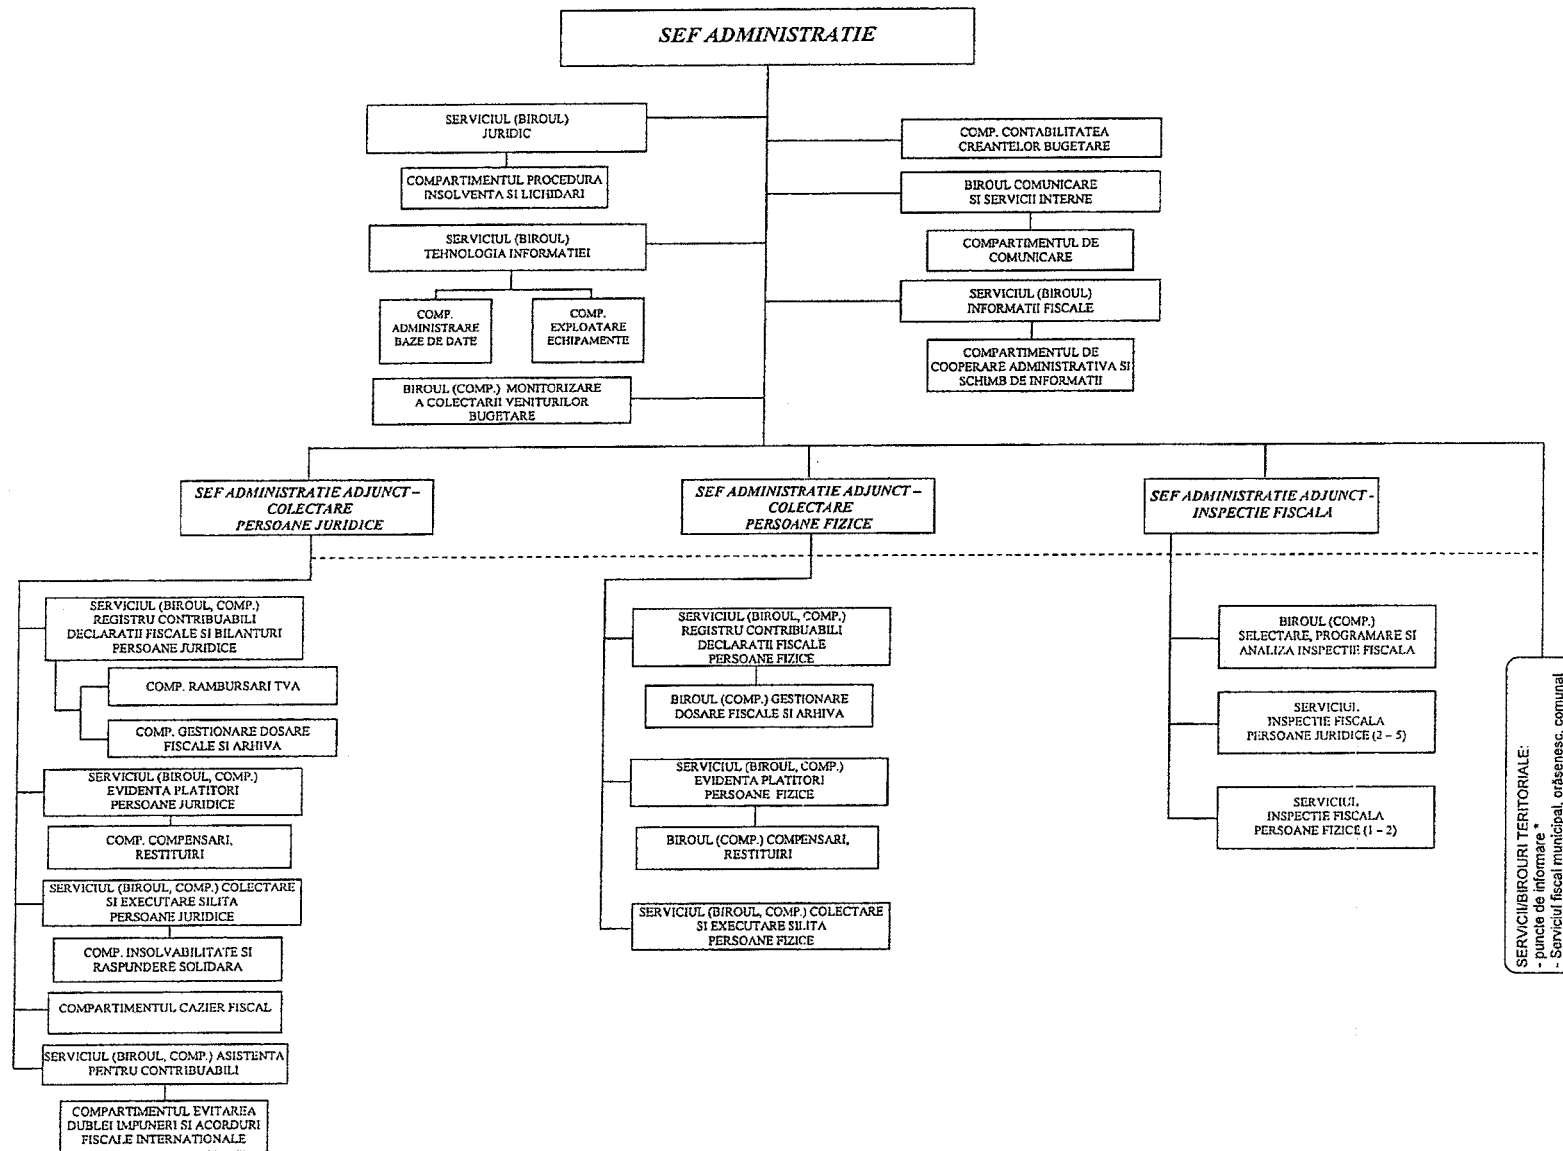 SEF ADMINISTRATIE
SERVICIUL (BIROUL)
JURIDIC
COMPARTIMENTUL PROCEDURA
INSOLVENTA SI LICHIDARI
SERVICIUL (BIROUL)
TEHNOLOGIA INFORMATIEI
COMP.
ADMINISTRARE
BAZE DE DATE
COMP.
EXPLOATARE
ECHIPAMENTE
BIROUL (COMP.) MONITORIZARE
A COLECTARII VENITURILOR
BUGETARE
COMP. CONTABILITATEA
CREANTELOR BUGETARE
BIROUL COMUNICARE
SI SERVICII INTERNE
COMPARTIMENTUL DE
COMUNICARE
SERVICIUL (BIROUL)
INFORMATII FISCALE
COMPARTIMENTUL DE
COOPERARE ADMINISTRATIVA SI
SCHIMB DE INFORMATII
SEF ADMINISTRATIE ADJUNCT –
COLECTARE
PERSOANE JURIDICE
SERVICIUL (BIROUL, COMP.)
REGISTRU CONTRIBUABILI
DECLARATII FISCALE SI BILANTURI
PERSOANE JURIDICE
COMP. RAMBURSARI TVA
COMP. GESTIONARE DOSARE
FISCALE SI ARHIVA
SERVICIUL (BIROUL, COMP.)
EVIDENTA PLATITORI
PERSOANE JURIDICE
COMP. COMPENSARI,
RESTITUIRI
SERVICIUL (BIROUL, COMP.) COLECTARE
SI EXECUTARE SILITA
PERSOANE JURIDICE
COMP. INSOLVABILITATE SI
RASPUNDERE SOLIDARA
COMPARTIMENTUL CAZIER FISCAL
SERVICIUL (BIROUL, COMP.) ASISTENTA
PENTRU CONTRIBUABILI
COMPARTIMENTUL EVITAREA
DUBLEI IMPUNERI SI ACORDURI
FISCALE INTERNATIONALE
SEF ADMINISTRATIE ADJUNCT –
COLECTARE
PERSOANE FIZICE
SERVICIUL (BIROUL, COMP.)
REGISTRU CONTRIBUABILI
DECLARATII FISCALE
PERSOANE FIZICE
BIROUL (COMP.) GESTIONARE
DOSARE FISCALE SI ARHIVA
SERVICIUL (BIROUL, COMP.)
EVIDENTA PLATITORI
PERSOANE FIZICE
BIROUL (COMP.) COMPENSARI,
RESTITUIRI
SERVICIUL (BIROUL, COMP.) COLECTARE
SI EXECUTARE SILITA
PERSOANE FIZICE
SEF ADMINISTRATIE ADJUNCT -
INSPECTIE FISCALA
BIROUL (COMP.)
SELECTARE, PROGRAMARE SI
ANALIZA INSPECTIE FISCALA
SERVICIUL
INSPECTIE FISCALA
PERSOANE JURIDICE (2 – 5)
SERVICIUL
INSPECTIE FISCALA
PERSOANE FIZICE (1 – 2)
SERVICII/BIROURI TERITORIALE:
- puncte de informare *
- Serviciul fiscal municipal, orăsenesc, comunal